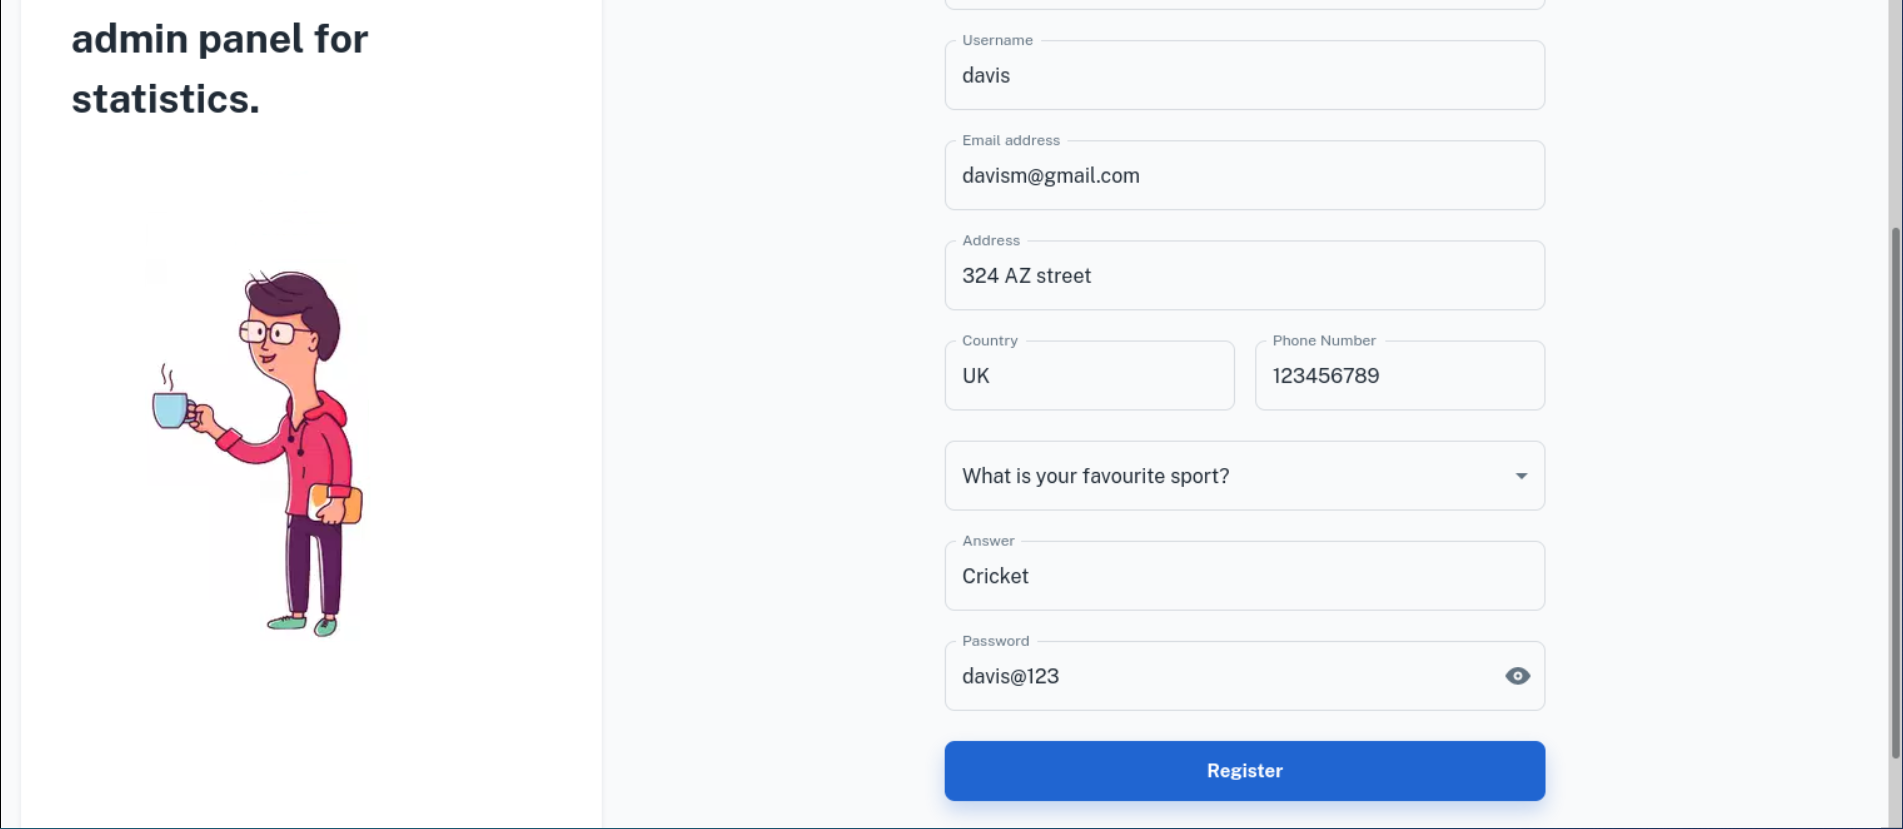 admin panel for
statistics.
Username
davis
Email address
davism@gmail.com
Address
324 AZ street
Country
UK
Phone Number
123456789
What is your favourite sport?
Answer
Cricket
Password
davis@123
Register